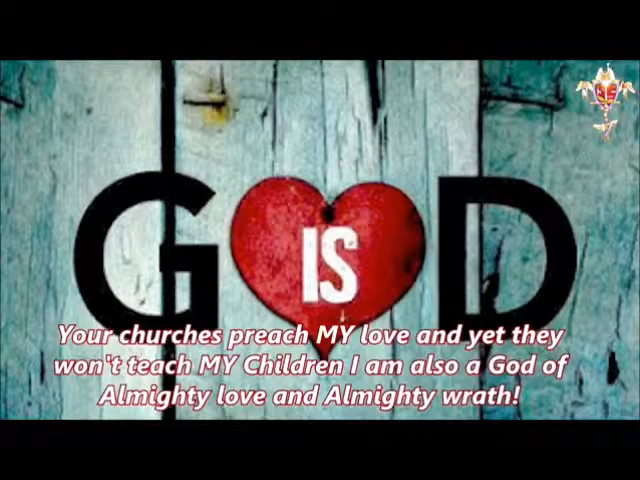 GOD
IS
Your churches preach MY love and yet they
won't teach MY Children I am also a God of
Almighty love and Almighty wrath!